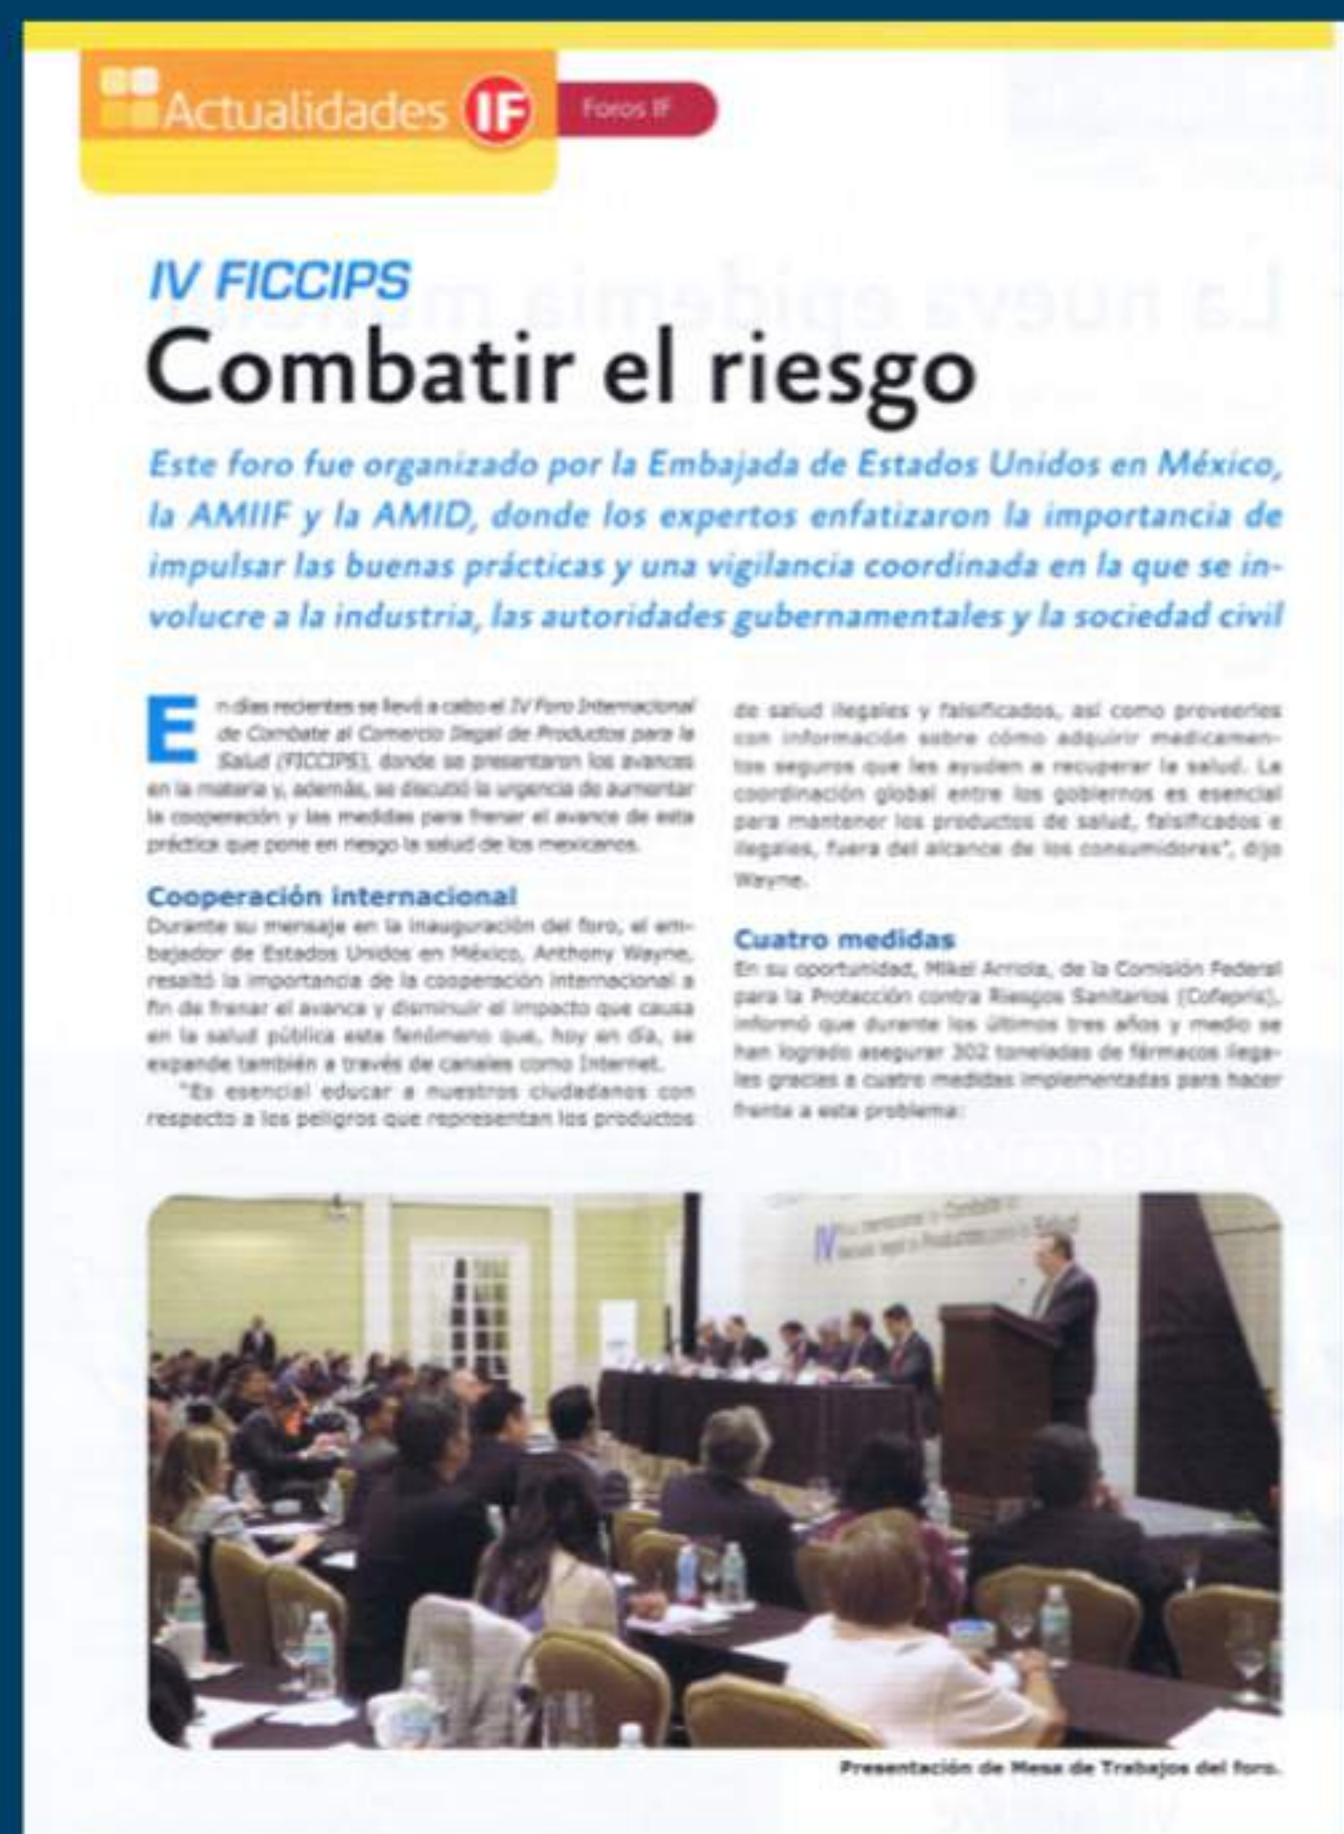 Actualidades IF
Foros IF
IV FICCIPS
Combatir el riesgo
Este foro fue organizado por la Embajada de Estados Unidos en México,
la AMIIF y la AMID, donde los expertos enfatizaron la importancia de
impulsar las buenas prácticas y una vigilancia coordinada en la que se in-
volucre a la industria, las autoridades gubernamentales y la sociedad civil
En días recientes se llevó a cabo el IV Foro Internacional
de Combate al Comercio Ilegal de Productos para la
Salud (FICCIPS), donde se presentaron los avances
en la materia y, además, se discutió la urgencia de aumentar
la cooperación y las medidas para frenar el avance de esta
práctica que pone en riesgo la salud de los mexicanos.
Cooperación internacional
Durante su mensaje en la inauguración del foro, el em-
bajador de Estados Unidos en México, Anthony Wayne,
resaltó la importancia de la cooperación internacional a
fin de frenar el avance y disminuir el impacto que causa
en la salud pública este fenómeno que, hoy en día, se
expande también a través de canales como Internet.
"Es esencial educar a nuestros ciudadanos con
respecto a los peligros que representan los productos
de salud ilegales y falsificados, así como proveerles
con información sobre cómo adquirir medicamen-
tos seguros que les ayuden a recuperar la salud. La
coordinación global entre los gobiernos es esencial
para mantener los productos de salud, falsificados e
ilegales, fuera del alcance de los consumidores", dijo
Wayne.
Cuatro medidas
En su oportunidad, Mikel Arriola, de la Comisión Federal
para la Protección contra Riesgos Sanitarios (Cofepris),
informó que durante los últimos tres años y medio se
han logrado asegurar 302 toneladas de fármacos ilega-
les gracias a cuatro medidas implementadas para hacer
frente a este problema:
IV Combate
Productos Salud
Presentación de Mesa de Trabajos del foro.